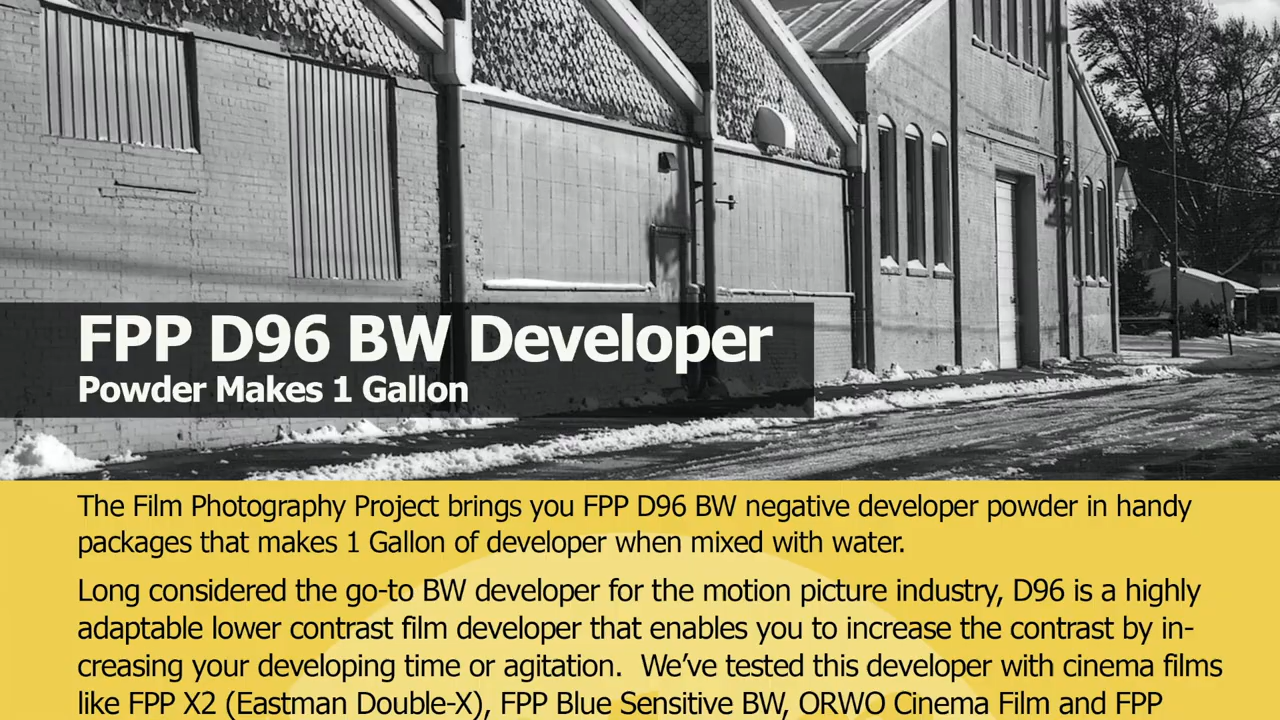 FPP D96 BW Developer
Powder Makes 1 Gallon
The Film Photography Project brings you FPP D96 BW negative developer powder in handy
packages that makes 1 Gallon of developer when mixed with water.
Long considered the go-to BW developer for the motion picture industry, D96 is a highly
adaptable lower contrast film developer that enables you to increase the contrast by in-
creasing your developing time or agitation.  We’ve tested this developer with cinema films
like FPP X2 (Eastman Double-X), FPP Blue Sensitive BW, ORWO Cinema Film and FPP